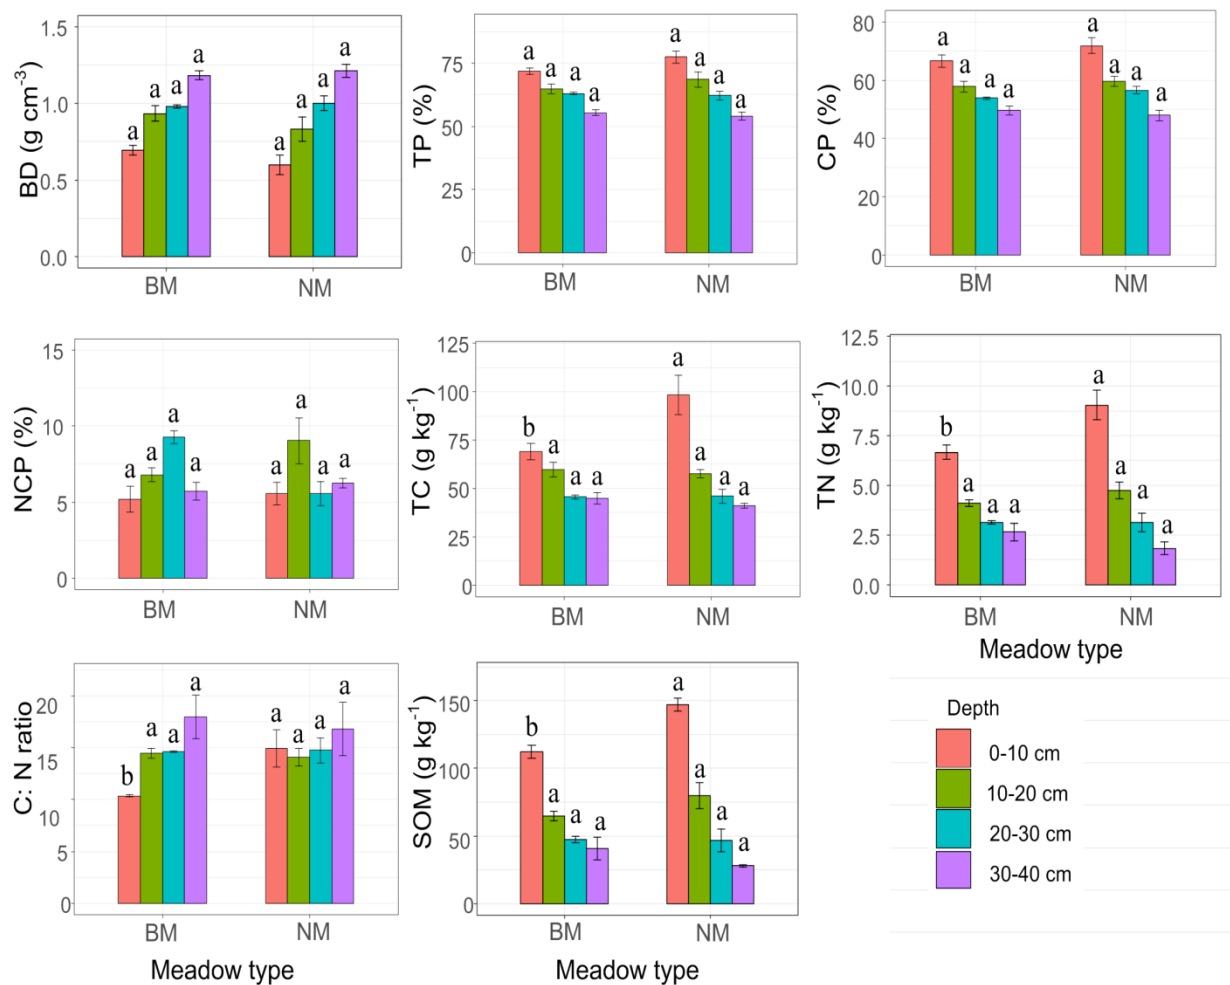 BD (g cm-3)
1.5
1.0
0.5
0.0
a a a a a a a a
BM NM
TP (%)
75
50
25
0
a a a a a a a a
BM NM
CP (%)
80
60
40
20
0
a a a a a a a a
BM NM
NCP (%)
15
10
5
0
a a a a a a a a
BM NM
TC (g kg-1)
125
100
75
50
25
0
b a a a a a a a
BM NM
TN (g kg-1)
12.5
10.0
7.5
5.0
2.5
0.0
b a a a a a a a
BM NM
Meadow type
C: N ratio
20
15
10
5
0
b a a a a a a a
BM NM
Meadow type
SOM (g kg-1)
150
100
50
0
b a a a a a a a
BM NM
Meadow type
Depth
0-10 cm
10-20 cm
20-30 cm
30-40 cm